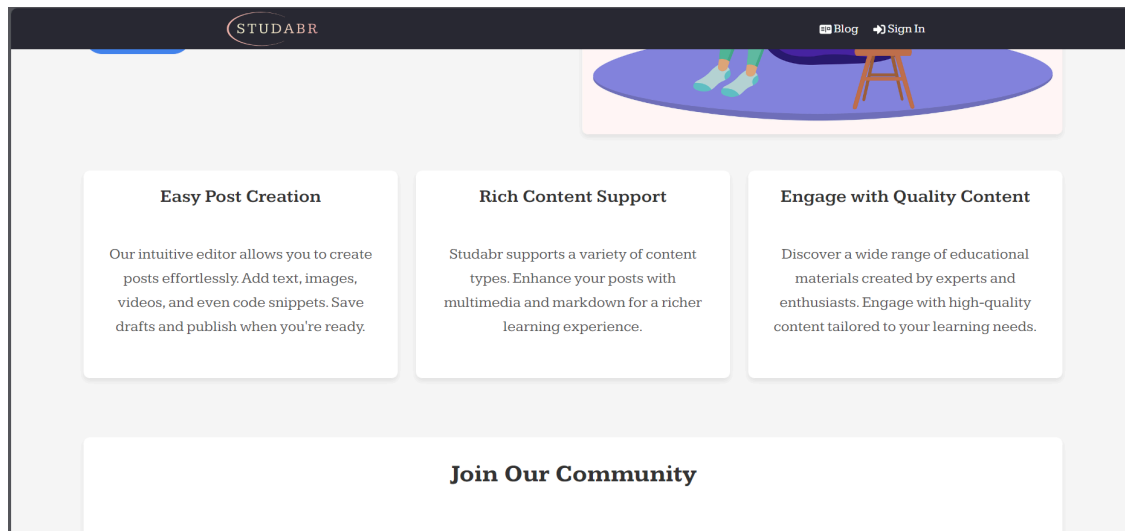 STUDABR
Blog
Sign In
Easy Post Creation
Our intuitive editor allows you to create
posts effortlessly. Add text, images,
videos, and even code snippets. Save
drafts and publish when you're ready.
Rich Content Support
Studabr supports a variety of content
types. Enhance your posts with
multimedia and markdown for a richer
learning experience.
Engage with Quality Content
Discover a wide range of educational
materials created by experts and
enthusiasts. Engage with high-quality
content tailored to your learning needs.
Join Our Community